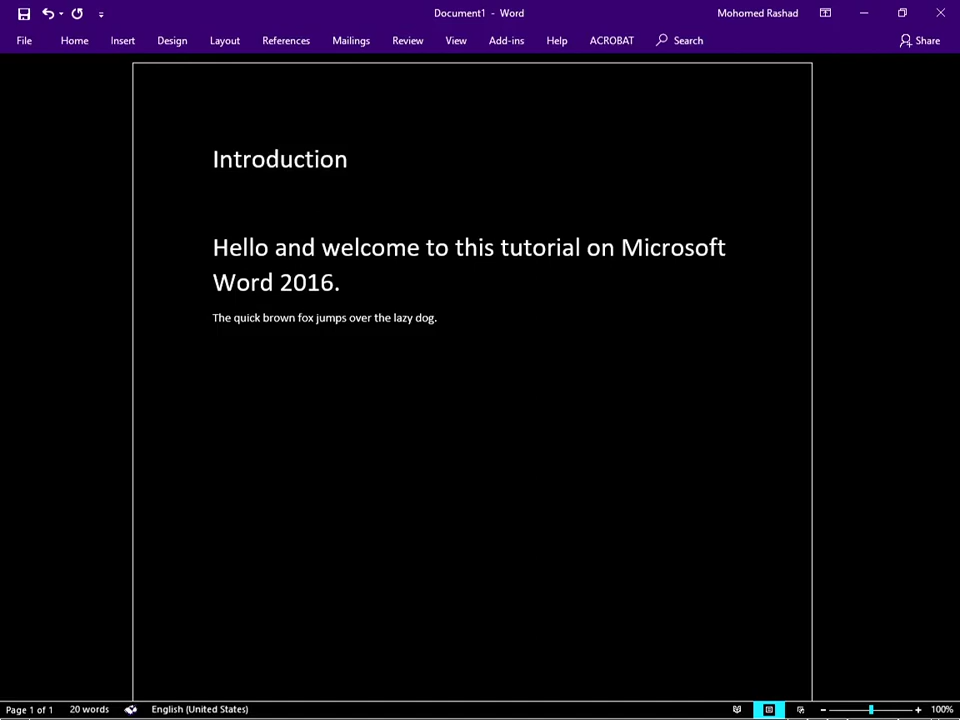 Document1 - Word
Mohomed Rashad
File Home Insert Design Layout References Mailings Review View Add-ins Help ACROBAT Search Share
Introduction
Hello and welcome to this tutorial on Microsoft
Word 2016.
The quick brown fox jumps over the lazy dog.
Page 1 of 1 20 words English (United States) 100%